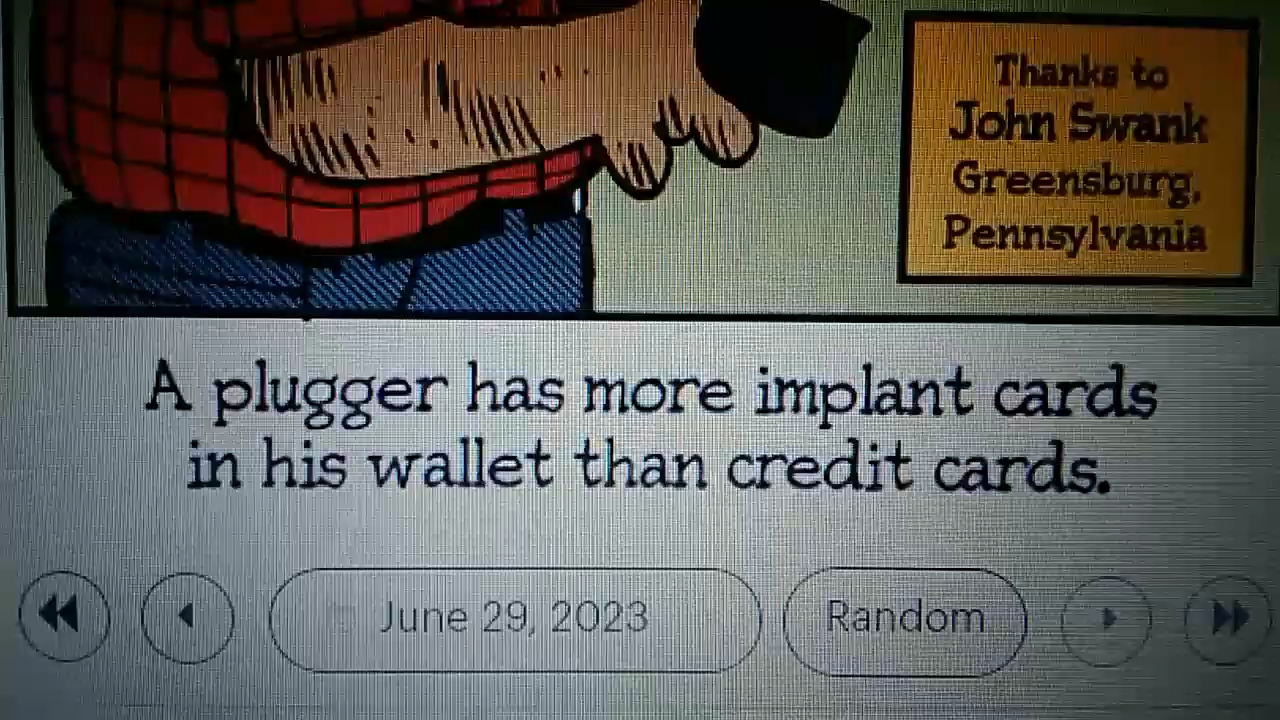 Thanks to
John Swank
Greensburg,
Pennsylvania
A plugger has more implant cards
in his wallet than credit cards.
June 29, 2023
Random